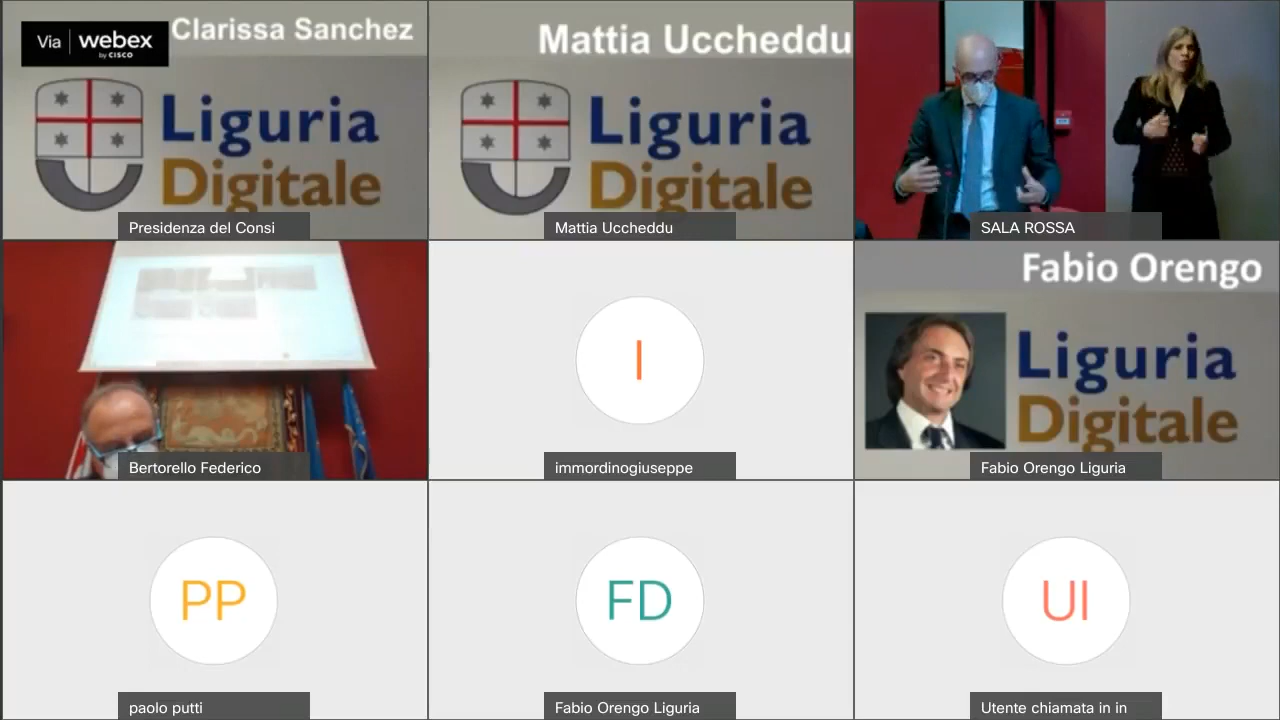 Via webex
by CISCO
Clarissa Sanchez
Liguria
Digitale
Presidenza del Consi
Mattia Uccheddu
Liguria
Digitale
Mattia Uccheddu
SALA ROSSA
Bertorello Federico
I
immordinogiuseppe
Fabio Orengo
Liguria
Digitale
Fabio Orengo Liguria
PP
paolo putti
FD
Fabio Orengo Liguria
UI
Utente chiamata in in